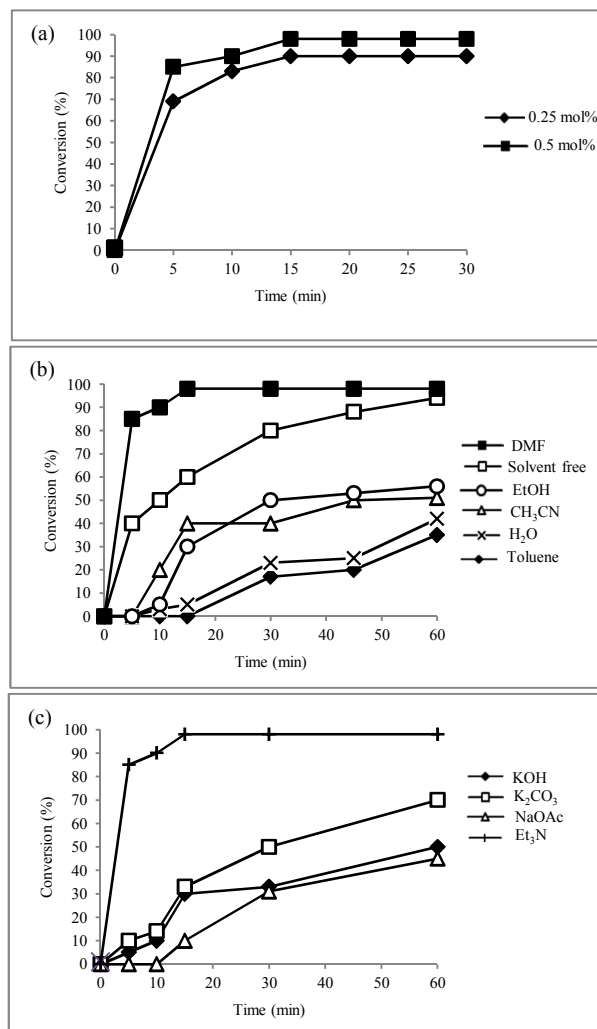 (a)
100
90
80
70
60
50
40
30
20
10
0
Conversion (%)
0 5 10 15 20 25 30
Time (min)
0.25 mol%
0.5 mol%
(b)
100
90
80
70
60
50
40
30
20
10
0
Conversion (%)
0 10 20 30 40 50 60
Time (min)
DMF
Solvent free
EtOH
CH₃CN
H₂O
Toluene
(c)
100
90
80
70
60
50
40
30
20
10
0
Conversion (%)
0 10 20 30 40 50 60
Time (min)
KOH
K₂CO₃
NaOAc
Et₃N